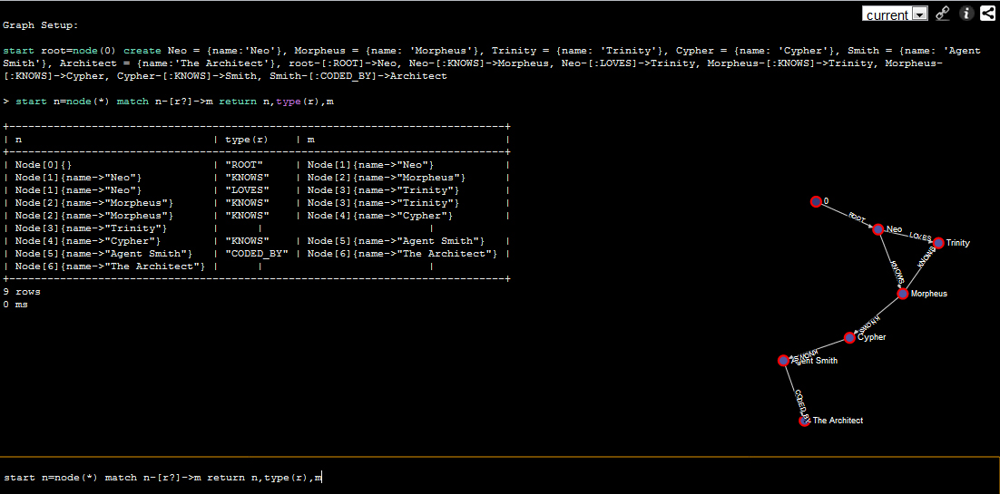 current
Graph Setup:
start root=node(0) create Neo = {name:'Neo'}, Morpheus = {name: 'Morpheus'}, Trinity = {name: 'Trinity'}, Cypher = {name: 'Cypher'}, Smith = {name: 'Agent
Smith'}, Architect = {name:'The Architect'}, root-[:ROOT]->Neo, Neo-[:KNOWS]->Morpheus, Neo-[:LOVES]->Trinity, Morpheus-[:KNOWS]->Trinity, Morpheus-
[:KNOWS]->Cypher, Cypher-[:KNOWS]->Smith, Smith-[:CODED_BY]->Architect
> start n=node(*) match n-[r?]->m return n,type(r),m
+-------------------------------------------------------------------------------------+
| n                                 | type(r)    | m                                  |
+-------------------------------------------------------------------------------------+
| Node[0]{}                         | "ROOT"     | Node[1]{name->"Neo"}               |
| Node[1]{name->"Neo"}              | "KNOWS"    | Node[2]{name->"Morpheus"}          |
| Node[1]{name->"Neo"}              | "LOVES"    | Node[3]{name->"Trinity"}           |
| Node[2]{name->"Morpheus"}         | "KNOWS"    | Node[3]{name->"Trinity"}           |
| Node[2]{name->"Morpheus"}         | "KNOWS"    | Node[4]{name->"Cypher"}            |
| Node[3]{name->"Trinity"}          | | |
| Node[4]{name->"Cypher"}           | "KNOWS"    | Node[5]{name->"Agent Smith"}       |
| Node[5]{name->"Agent Smith"}      | "CODED_BY" | Node[6]{name->"The Architect"} |
| Node[6]{name->"The Architect"} | | |
+-------------------------------------------------------------------------------------+
9 rows
0 ms
0
ROOT
Neo
LOVES
Trinity
KNOWS
KNOWS
Morpheus
KNOWS
Cypher
KNOWS
Agent Smith
CODED_BY
The Architect
start n=node(*) match n-[r?]->m return n,type(r),m